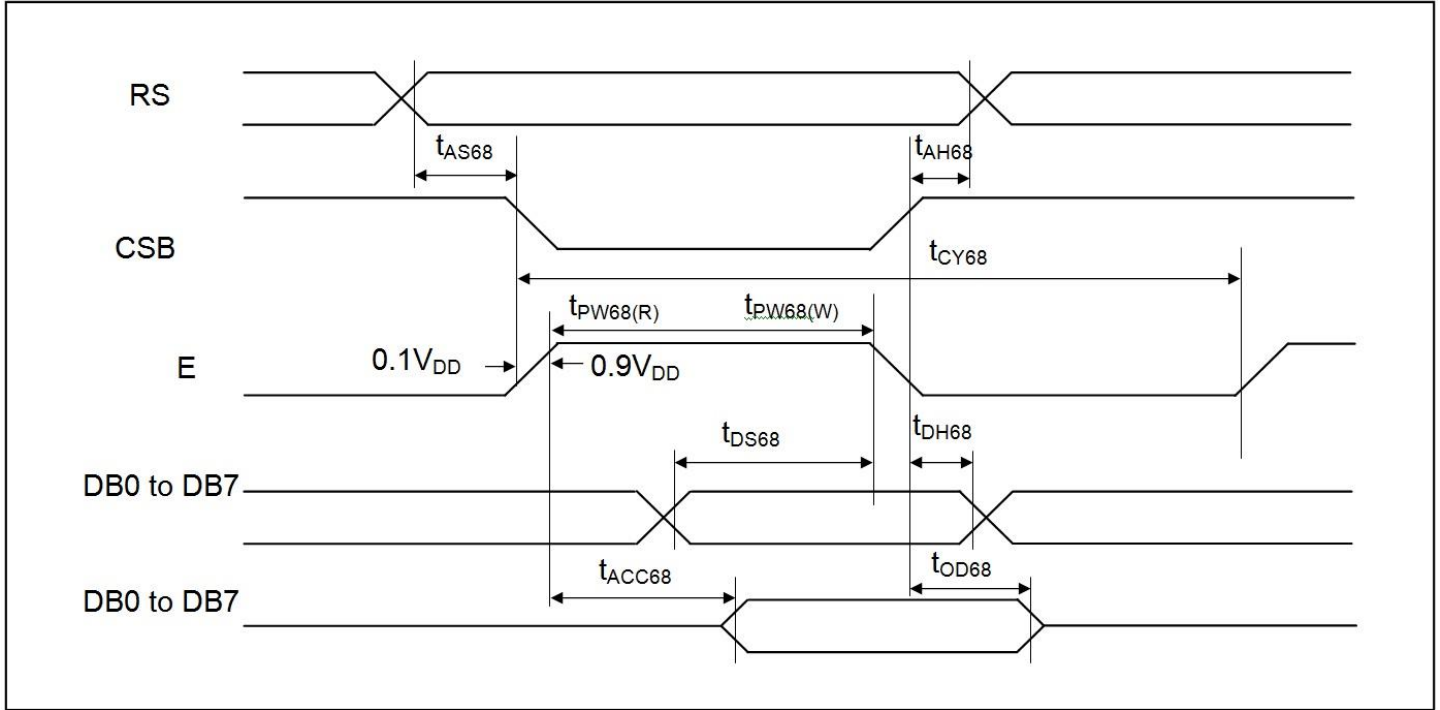 RS
tAS68
tAH68
CSB
tCY68
tPW68(R)
tPW68(W)
E
0.1VDD
0.9VDD
tDS68
tDH68
DB0 to DB7
tACC68
tOD68
DB0 to DB7